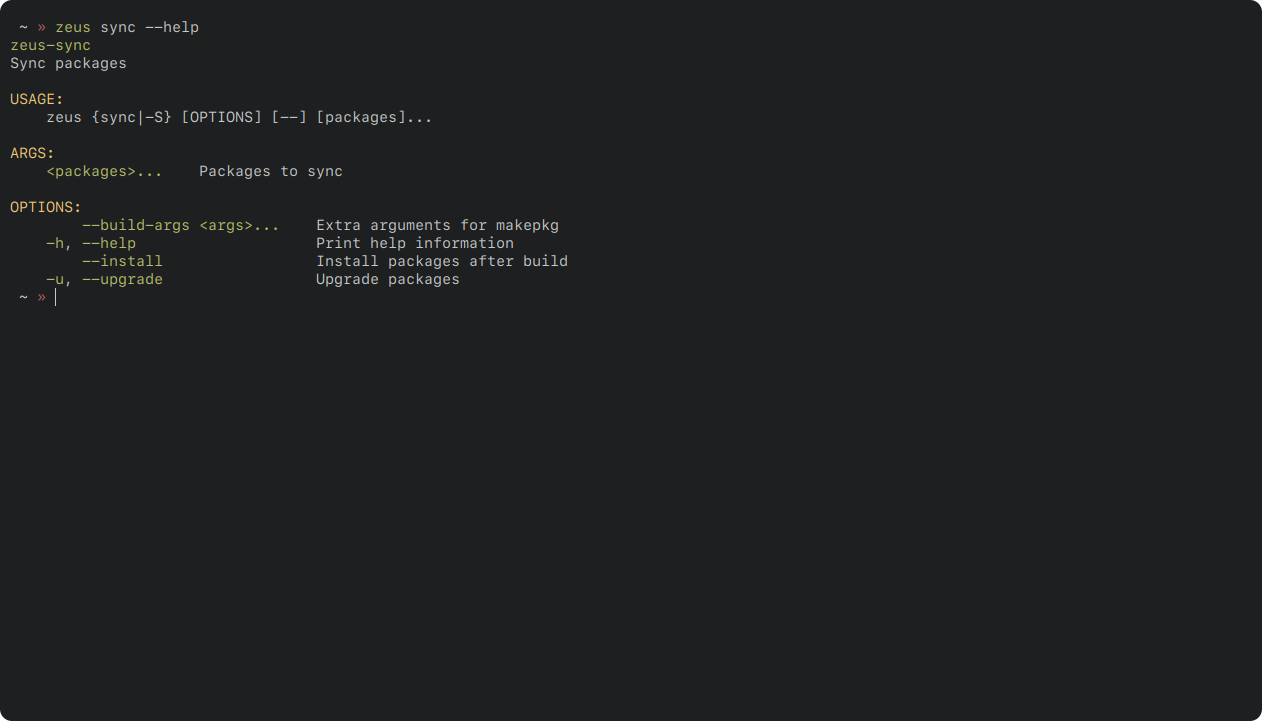 ~ » zeus sync --help
zeus-sync
Sync packages

USAGE:
    zeus {sync|-S} [OPTIONS] [--] [packages]...

ARGS:
    <packages>...    Packages to sync

OPTIONS:
        --build-args <args>...    Extra arguments for makepkg
    -h, --help                    Print help information
        --install                 Install packages after build
    -u, --upgrade                 Upgrade packages
~ »